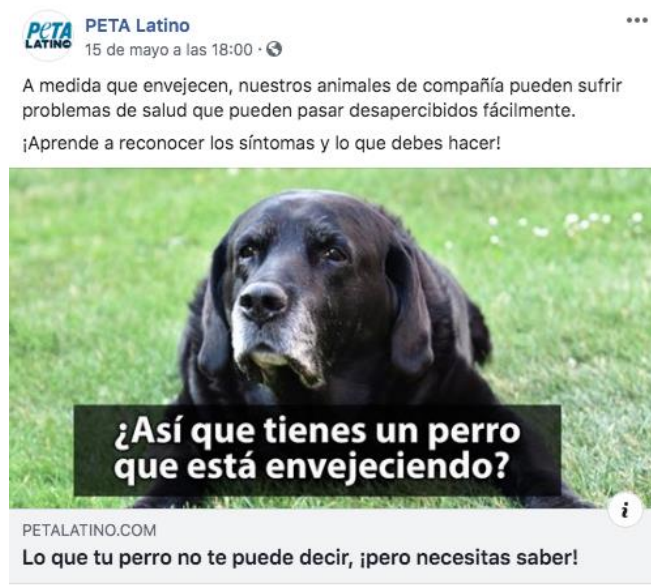 PETA
LATINO
PETA Latino
15 de mayo a las 18:00 ·
A medida que envejecen, nuestros animales de compañía pueden sufrir
problemas de salud que pueden pasar desapercibidos fácilmente.
¡Aprende a reconocer los síntomas y lo que debes hacer!
¿Así que tienes un perro
que está envejeciendo?
i
PETALATINO.COM
Lo que tu perro no te puede decir, ¡pero necesitas saber!